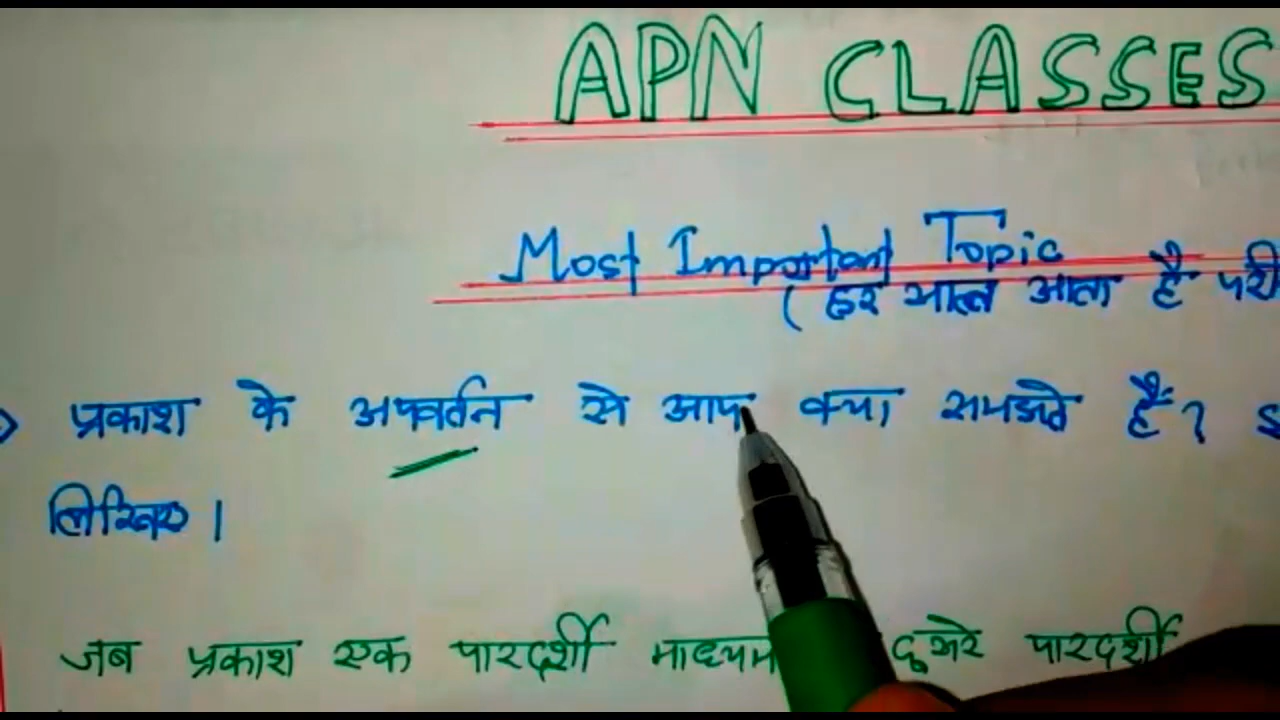 APN CLASSES
Most Important Topic
( हर साल आता है परी
प्रकाश के अपवर्तन से आप क्या समझते हैं? इ
लिखिए।
जब प्रकाश एक पारदर्शी माध्यम दूसरे पारदर्शी